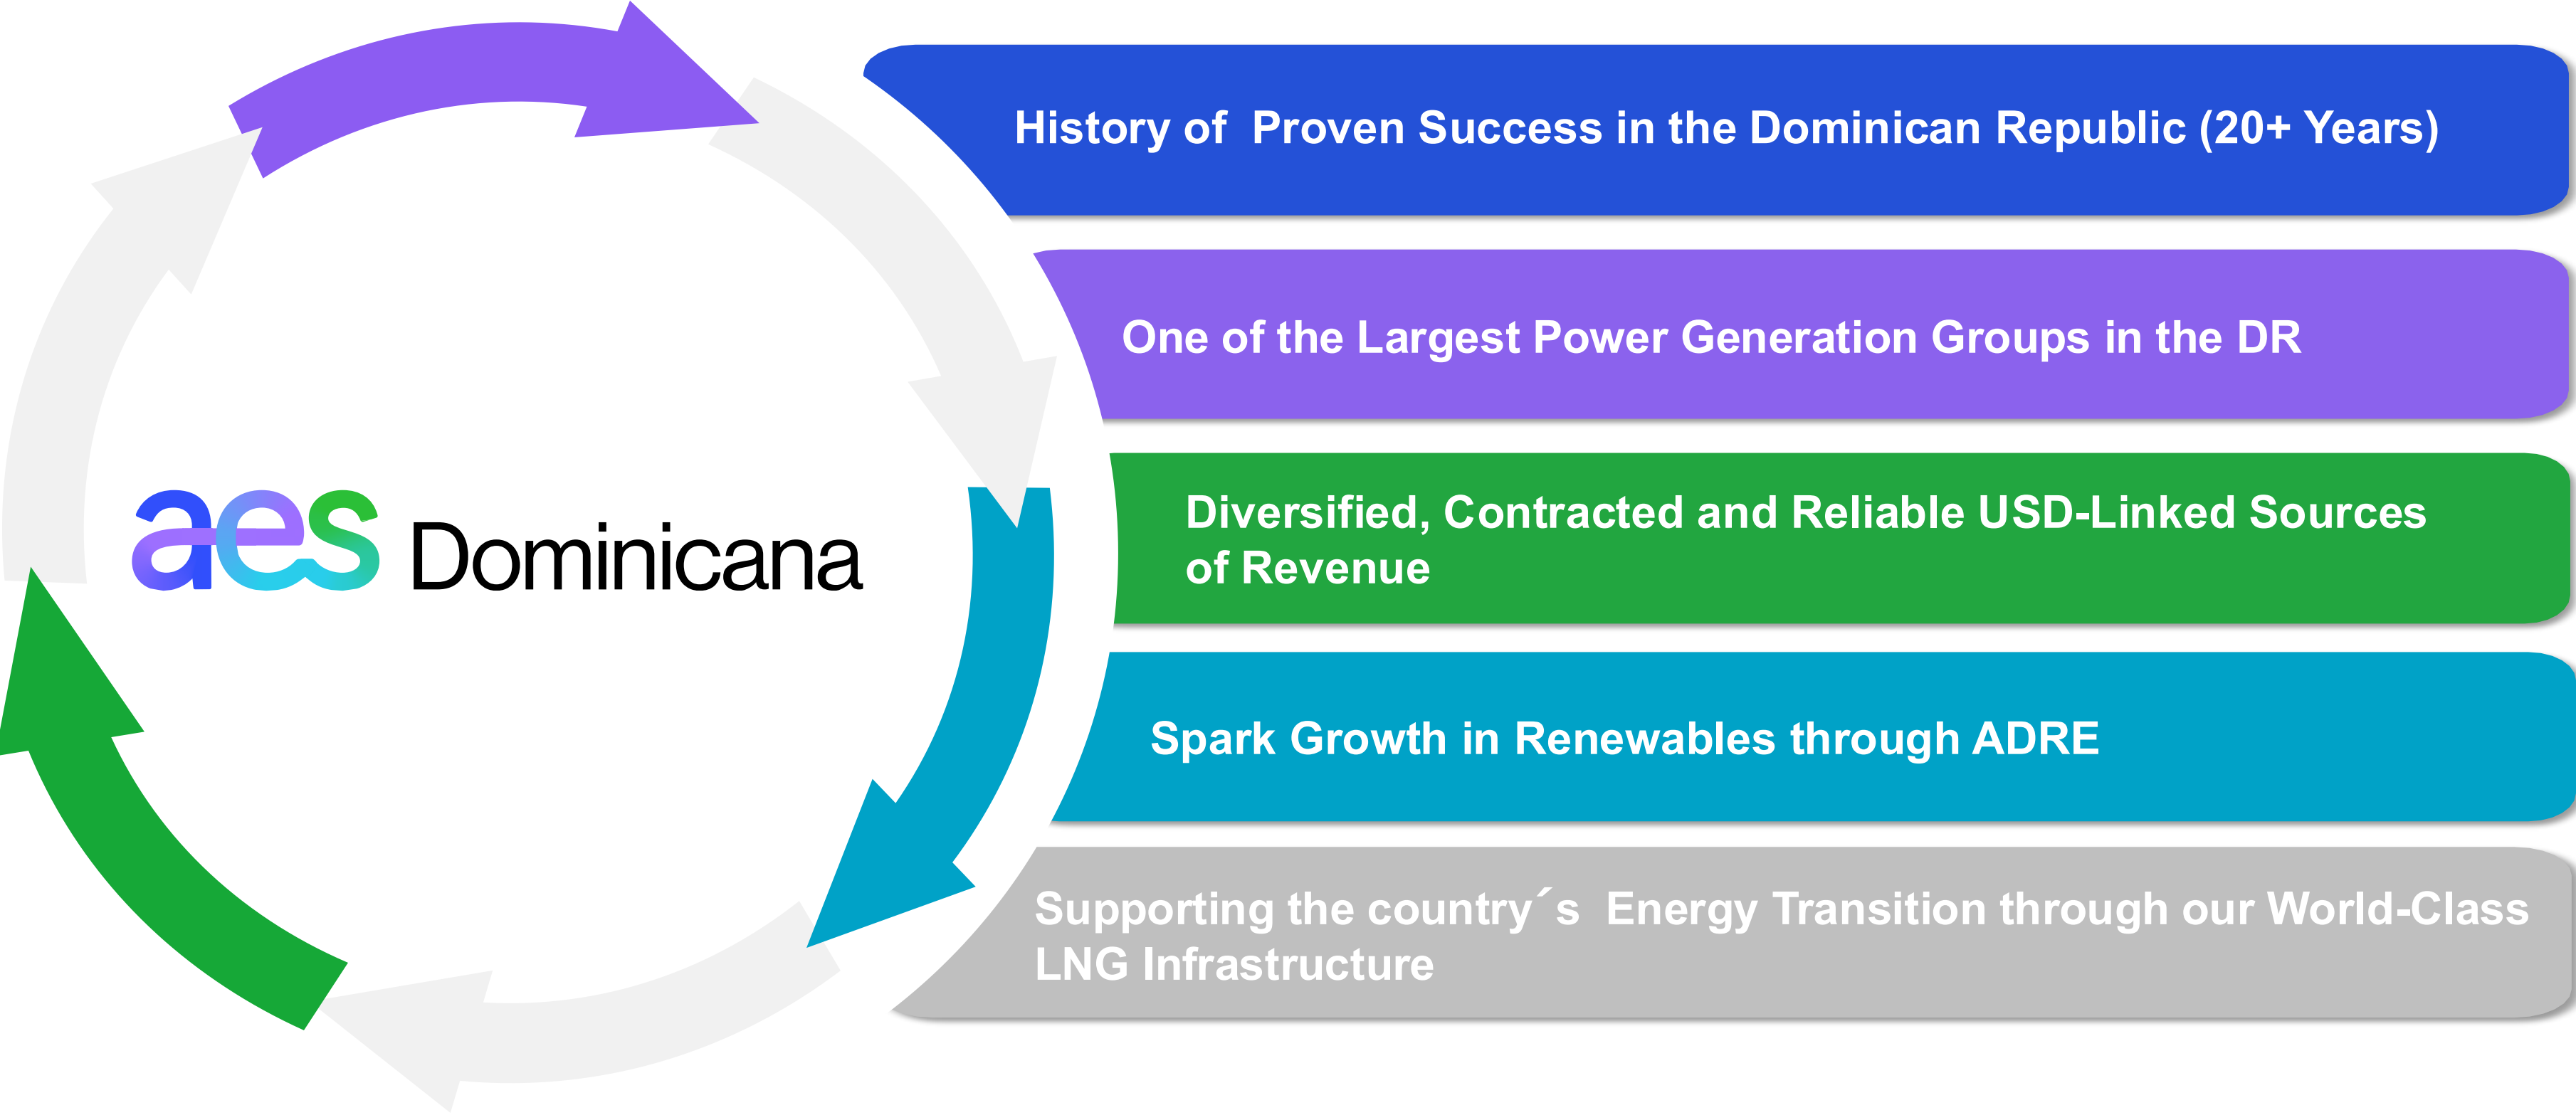 aes Dominicana
History of  Proven Success in the Dominican Republic (20+ Years)
One of the Largest Power Generation Groups in the DR
Diversified, Contracted and Reliable USD-Linked Sources
of Revenue
Spark Growth in Renewables through ADRE
Supporting the country´s  Energy Transition through our World-Class
LNG Infrastructure